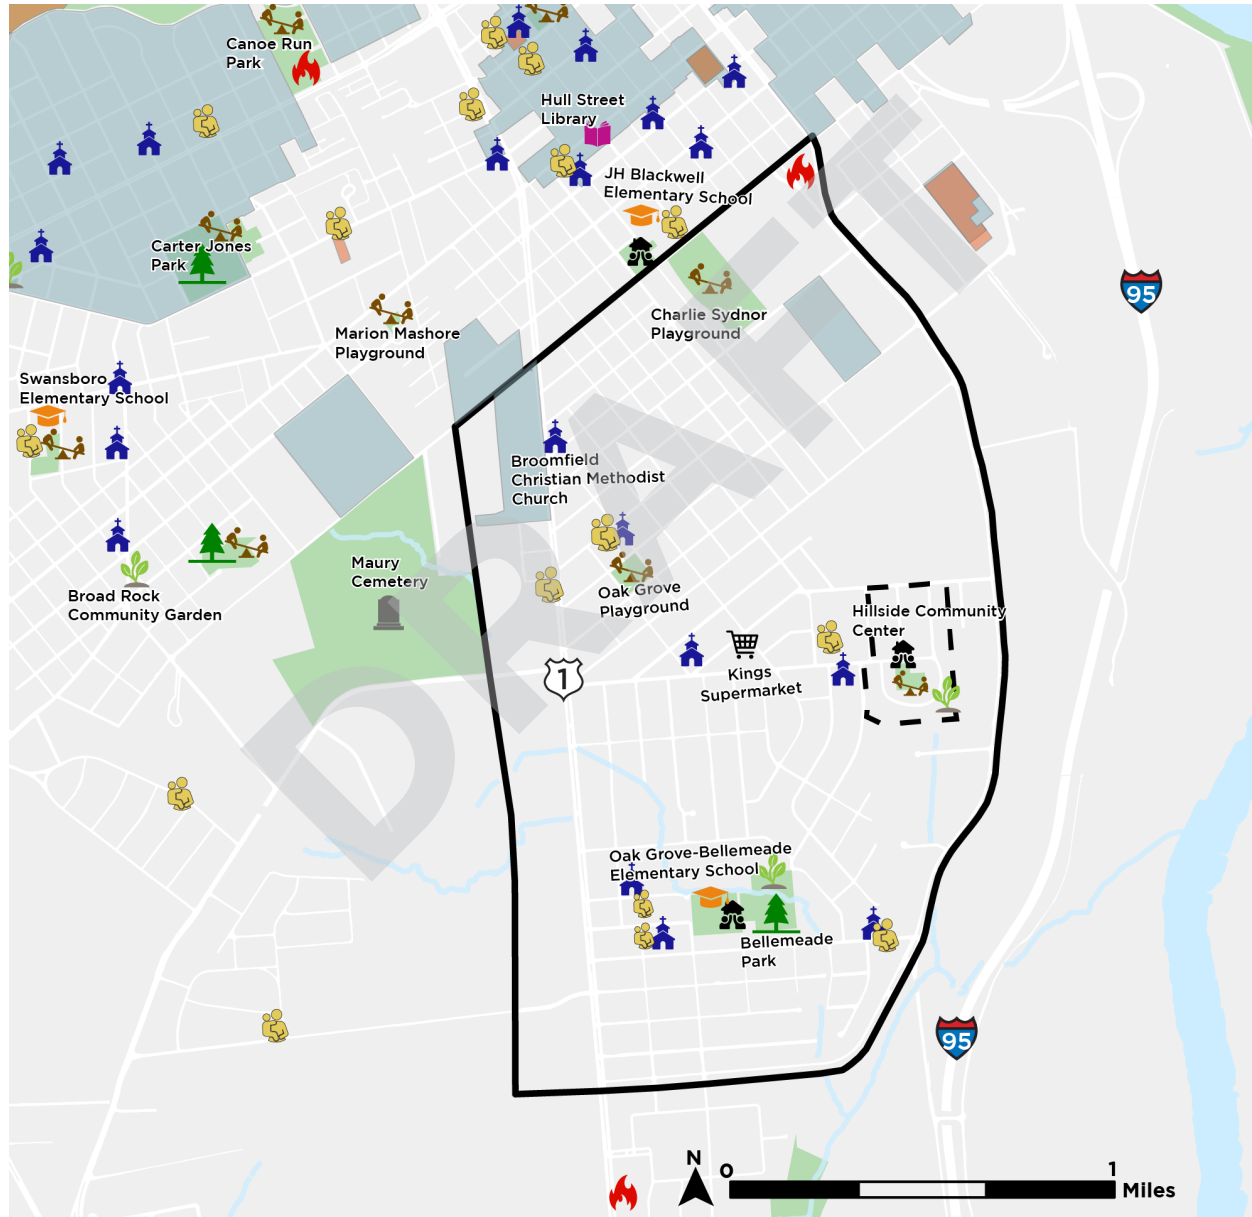 Canoe Run
Park
Hull Street
Library
JH Blackwell
Elementary School
Carter Jones
Park
95
Charlie Sydnor
Playground
Marion Mashore
Playground
Swansboro
Elementary School
Broomfield
Christian Methodist
Church
Maury
Cemetery
Broad Rock
Community Garden
Oak Grove
Playground
Hillside Community
Center
1
Kings
Supermarket
DRAFT
Oak Grove-Bellemeade
Elementary School
Bellemeade
Park
95
N
0
1
Miles